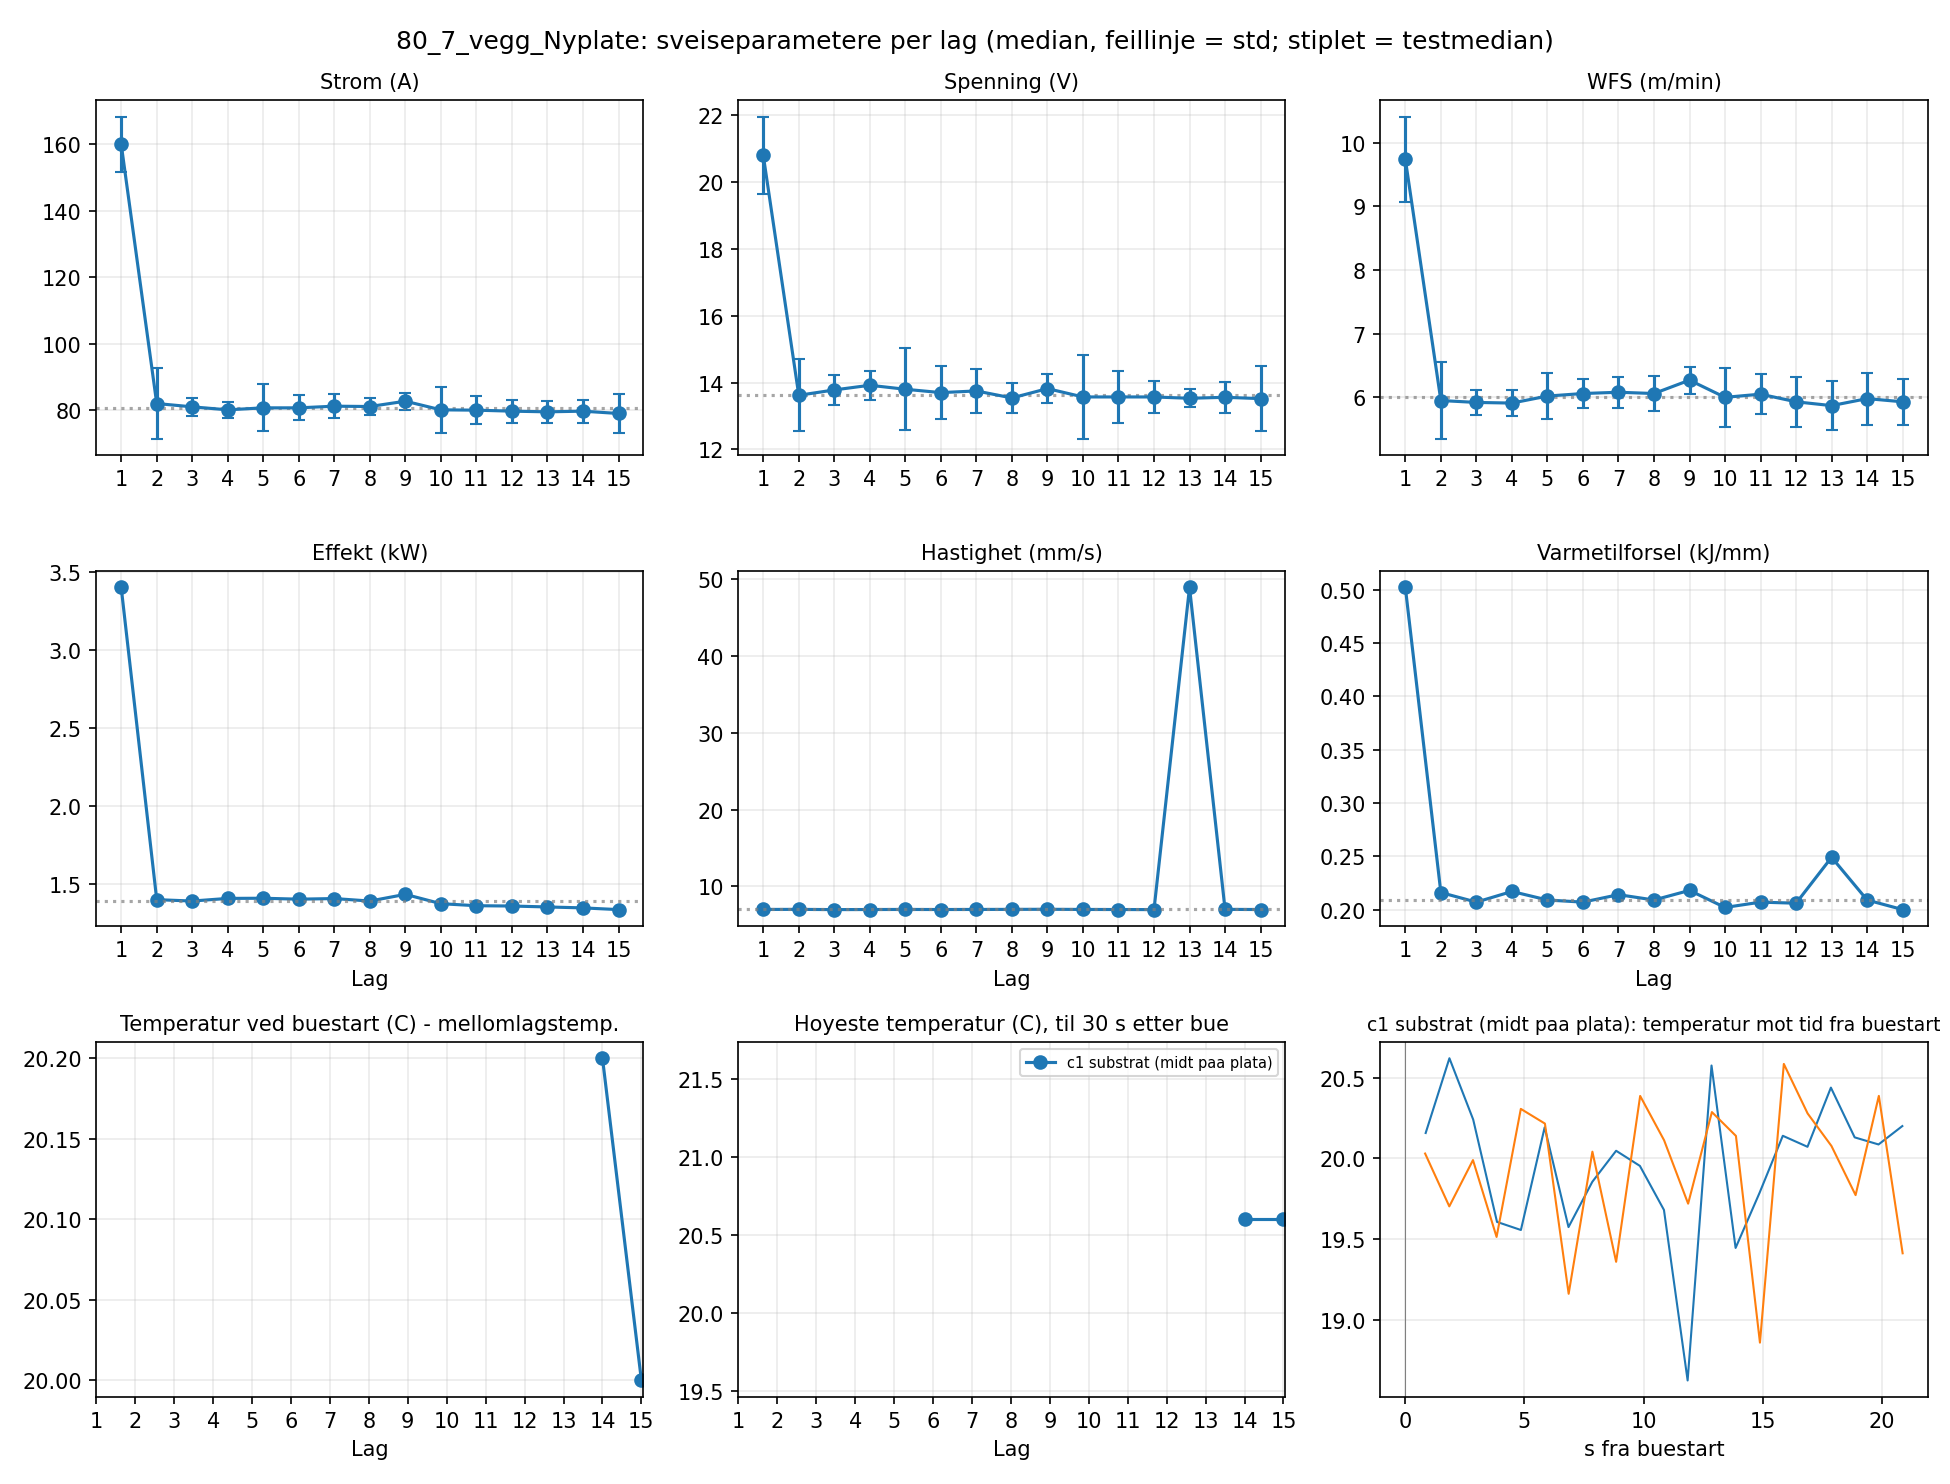 80_7_vegg_Nyplate: sveiseparametere per lag (median, feillinje = std; stiplet = testmedian)
Strom (A)
160
140
120
100
80
1 2 3 4 5 6 7 8 9 10 11 12 13 14 15
Spenning (V)
22
20
18
16
14
12
1 2 3 4 5 6 7 8 9 10 11 12 13 14 15
WFS (m/min)
10
9
8
7
6
1 2 3 4 5 6 7 8 9 10 11 12 13 14 15
Effekt (kW)
3.5
3.0
2.5
2.0
1.5
1 2 3 4 5 6 7 8 9 10 11 12 13 14 15
Lag
Hastighet (mm/s)
50
40
30
20
10
1 2 3 4 5 6 7 8 9 10 11 12 13 14 15
Lag
Varmetilforsel (kJ/mm)
0.50
0.45
0.40
0.35
0.30
0.25
0.20
1 2 3 4 5 6 7 8 9 10 11 12 13 14 15
Lag
Temperatur ved buestart (C) - mellomlagstemp.
20.20
20.15
20.10
20.05
20.00
1 2 3 4 5 6 7 8 9 10 11 12 13 14 15
Lag
Hoyeste temperatur (C), til 30 s etter bue
c1 substrat (midt paa plata)
21.5
21.0
20.5
20.0
19.5
1 2 3 4 5 6 7 8 9 10 11 12 13 14 15
Lag
c1 substrat (midt paa plata): temperatur mot tid fra buestart
20.5
20.0
19.5
19.0
0 5 10 15 20
s fra buestart